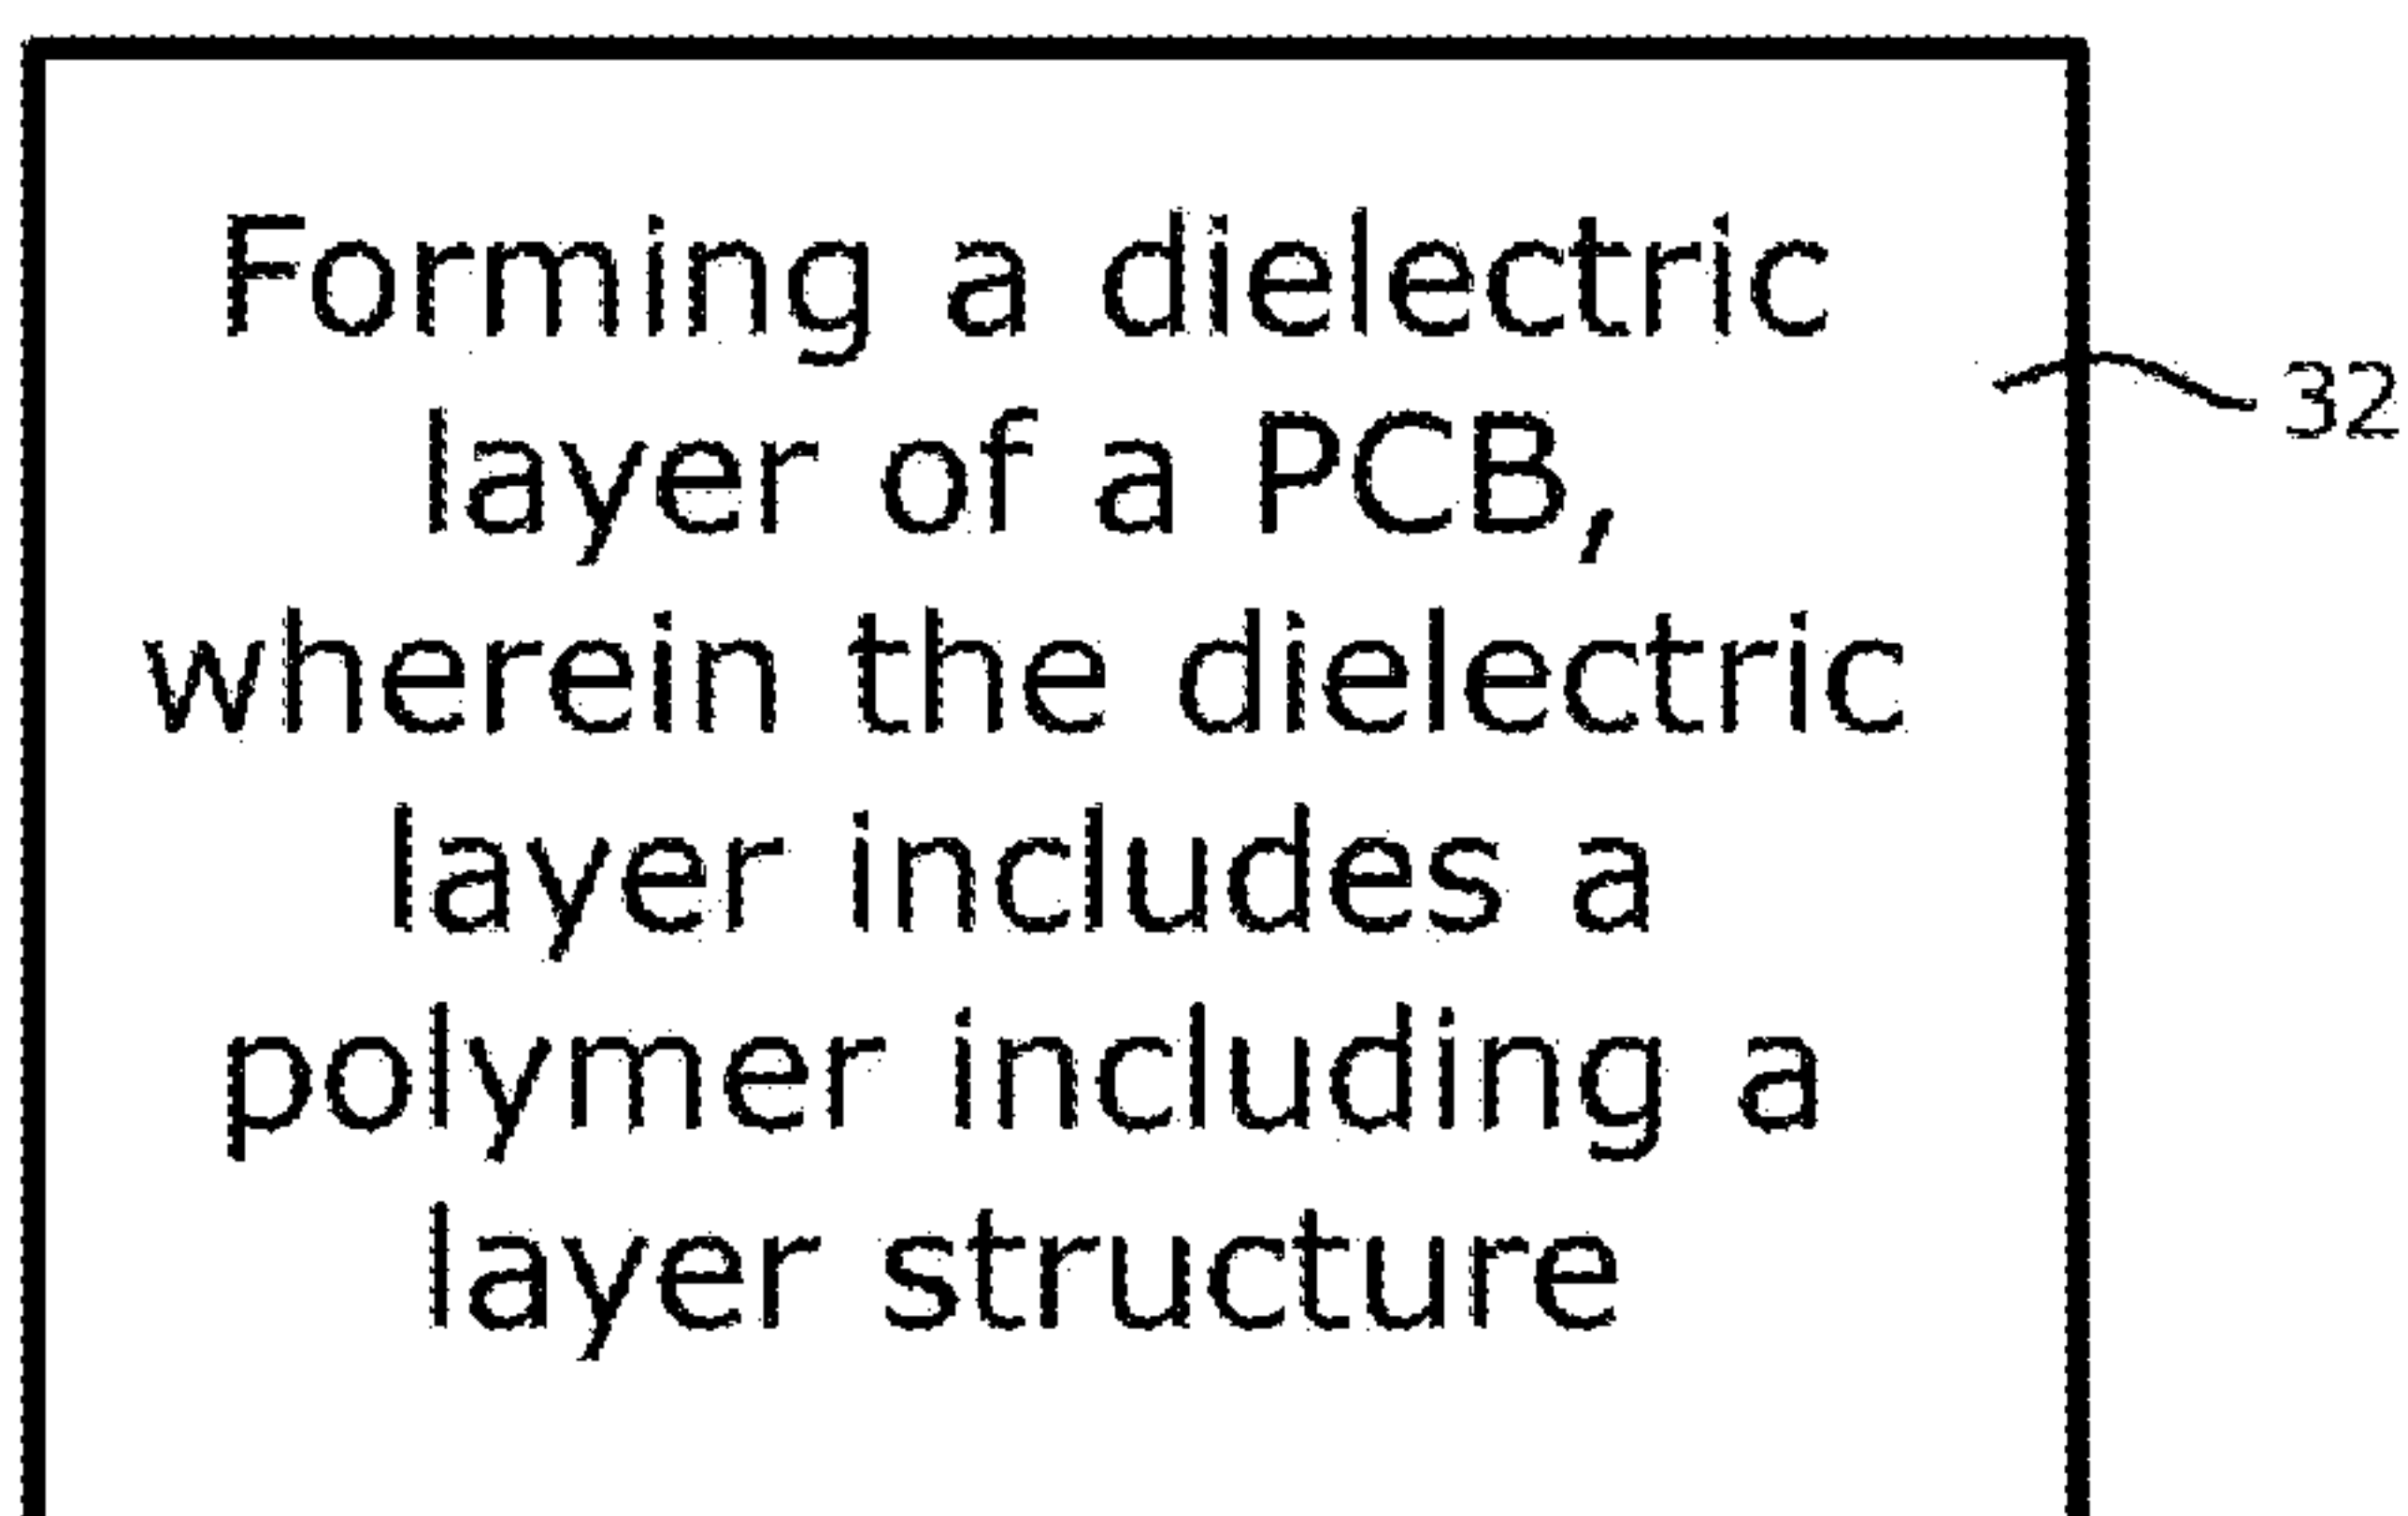 Forming a dielectric
layer of a PCB,
32
wherein the dielectric
layer includes a
polymer including a
layer structure